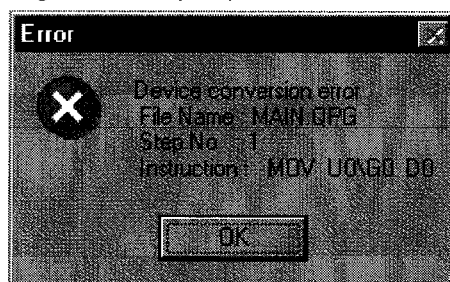 Error
Device conversion error
File Name : MAIN.QPG
Step No. 1
Instruction : MOV U0\G0 D0
OK